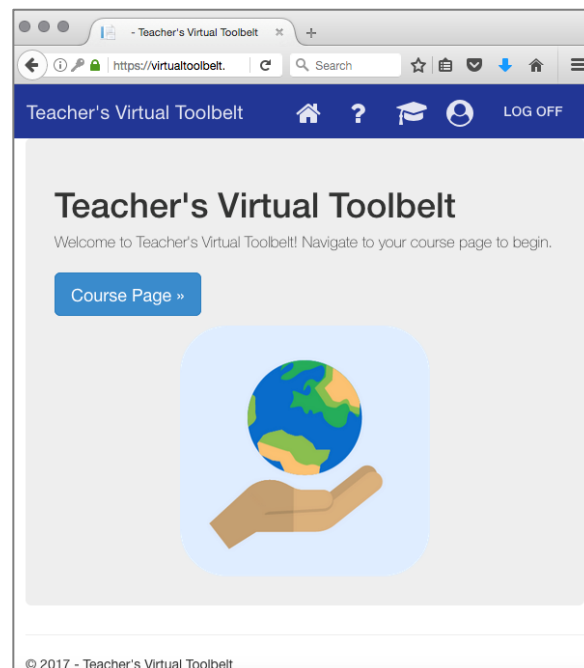 - Teacher's Virtual Toolbelt
https://virtualtoolbelt.
Search
Teacher's Virtual Toolbelt
?
LOG OFF
Teacher's Virtual Toolbelt
Welcome to Teacher's Virtual Toolbelt! Navigate to your course page to begin.
Course Page »
© 2017 - Teacher's Virtual Toolbelt